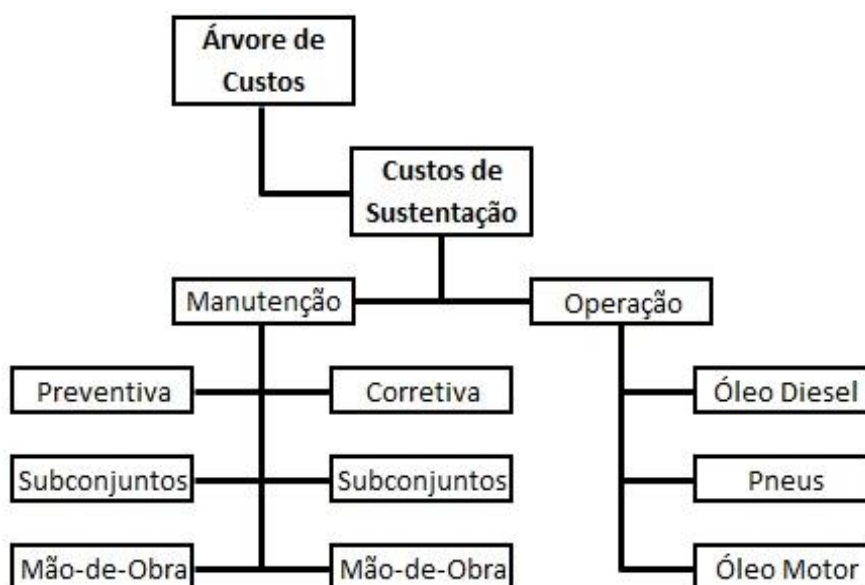 Árvore de
Custos
Custos de
Sustentação
Manutenção
Operação
Preventiva
Corretiva
Óleo Diesel
Subconjuntos
Subconjuntos
Pneus
Mão-de-Obra
Mão-de-Obra
Óleo Motor